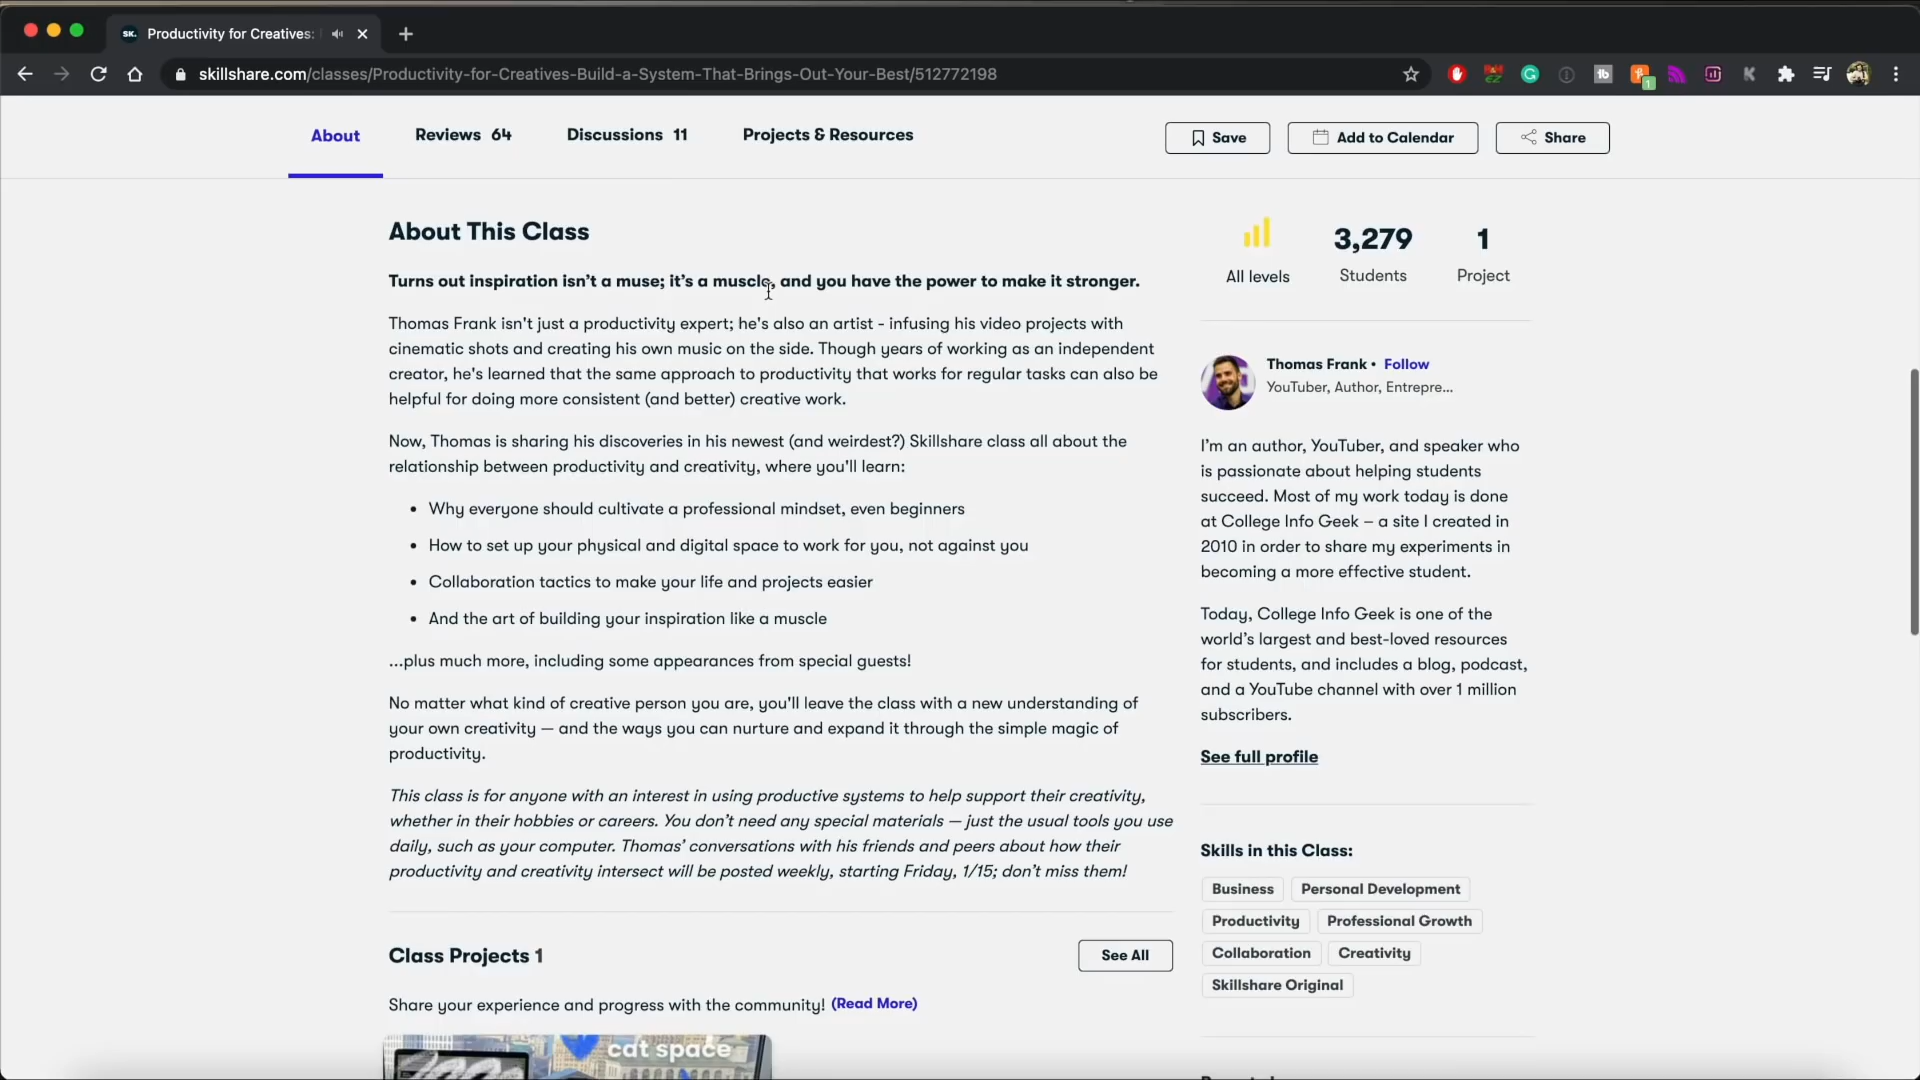 SK. Productivity for Creatives:
skillshare.com/classes/Productivity-for-Creatives-Build-a-System-That-Brings-Out-Your-Best/512772198
About Reviews 64 Discussions 11 Projects & Resources Save Add to Calendar Share
About This Class
Turns out inspiration isn't a muse; it's a muscle, and you have the power to make it stronger.
Thomas Frank isn't just a productivity expert; he's also an artist - infusing his video projects with
cinematic shots and creating his own music on the side. Though years of working as an independent
creator, he's learned that the same approach to productivity that works for regular tasks can also be
helpful for doing more consistent (and better) creative work.
Now, Thomas is sharing his discoveries in his newest (and weirdest?) Skillshare class all about the
relationship between productivity and creativity, where you'll learn:
• Why everyone should cultivate a professional mindset, even beginners
• How to set up your physical and digital space to work for you, not against you
• Collaboration tactics to make your life and projects easier
• And the art of building your inspiration like a muscle
...plus much more, including some appearances from special guests!
No matter what kind of creative person you are, you'll leave the class with a new understanding of
your own creativity — and the ways you can nurture and expand it through the simple magic of
productivity.
This class is for anyone with an interest in using productive systems to help support their creativity,
whether in their hobbies or careers. You don't need any special materials — just the usual tools you use
daily, such as your computer. Thomas' conversations with his friends and peers about how their
productivity and creativity intersect will be posted weekly, starting Friday, 1/15; don't miss them!
Class Projects 1
See All
Share your experience and progress with the community! (Read More)
cat space
All levels
3,279
Students
1
Project
Thomas Frank • Follow
YouTuber, Author, Entrepre...
I'm an author, YouTuber, and speaker who
is passionate about helping students
succeed. Most of my work today is done
at College Info Geek – a site I created in
2010 in order to share my experiments in
becoming a more effective student.
Today, College Info Geek is one of the
world's largest and best-loved resources
for students, and includes a blog, podcast,
and a YouTube channel with over 1 million
subscribers.
See full profile
Skills in this Class:
Business Personal Development
Productivity Professional Growth
Collaboration Creativity
Skillshare Original